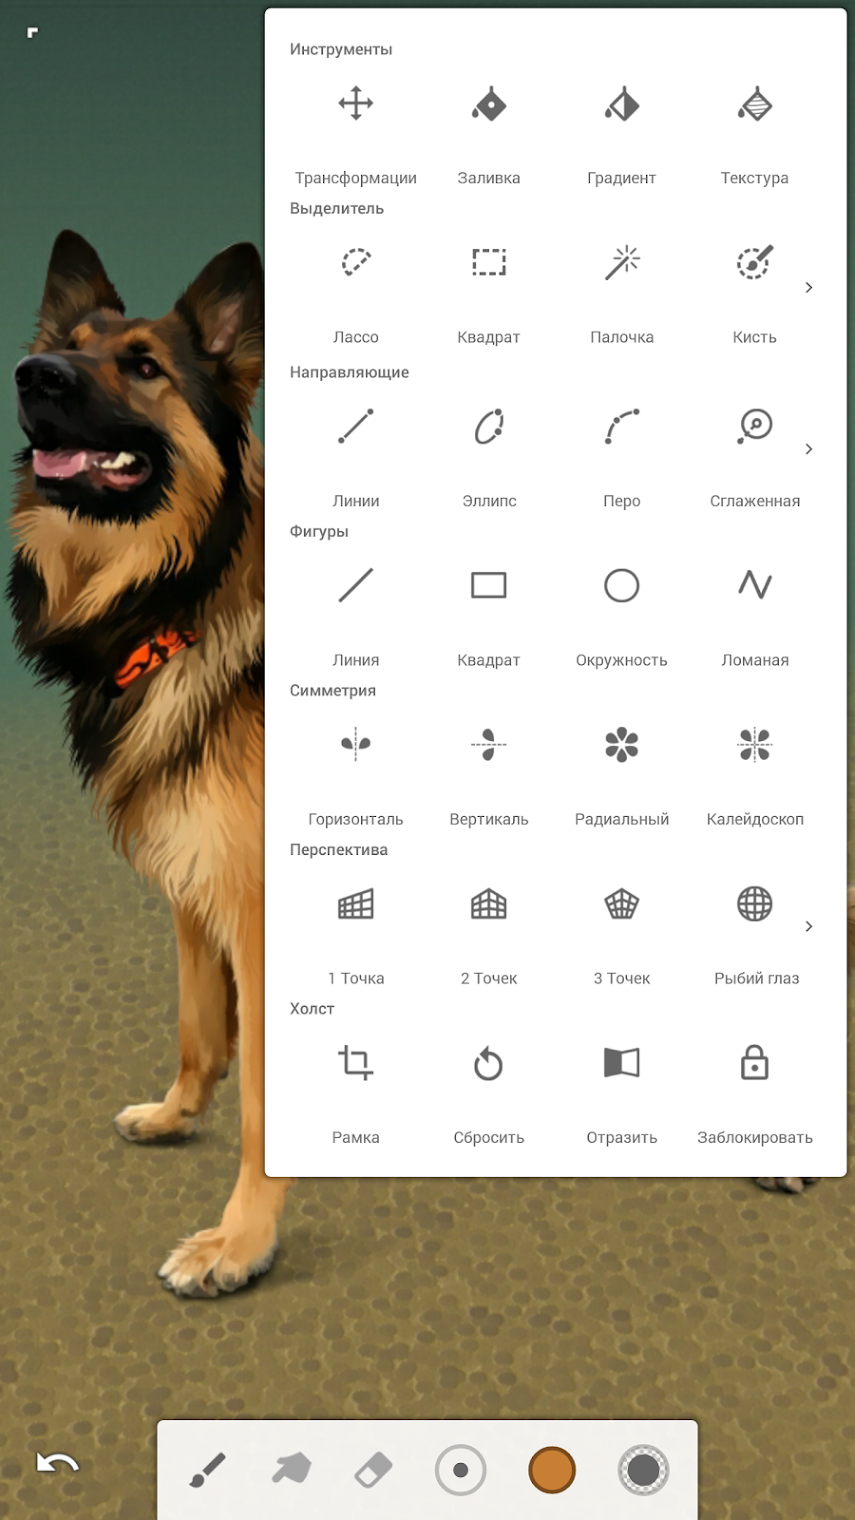 Инструменты
Трансформации Заливка Градиент Текстура
Выделитель
Лассо Квадрат Палочка Кисть
Направляющие
Линии Эллипс Перо Сглаженная
Фигуры
Линия Квадрат Окружность Ломаная
Симметрия
Горизонталь Вертикаль Радиальный Калейдоскоп
Перспектива
1 Точка 2 Точек 3 Точек Рыбий глаз
Холст
Рамка Сбросить Отразить Заблокировать